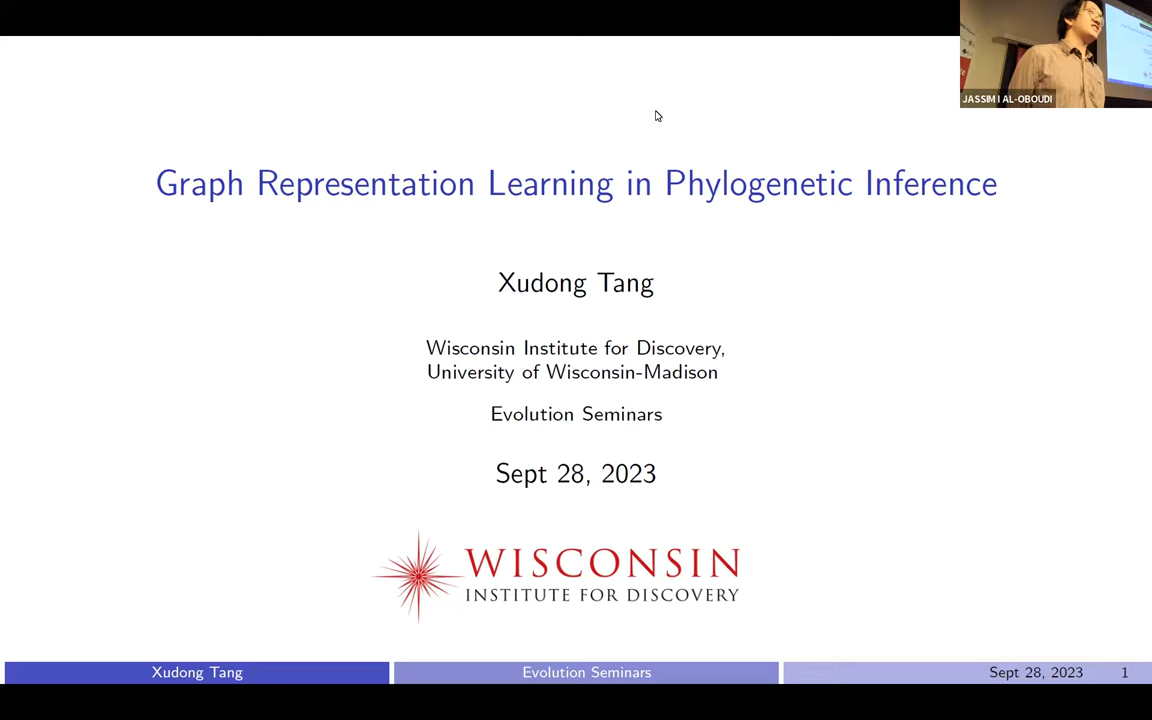 JASSIM I AL-OBOUDI
Graph Representation Learning in Phylogenetic Inference
Xudong Tang
Wisconsin Institute for Discovery,
University of Wisconsin-Madison
Evolution Seminars
Sept 28, 2023
WISCONSIN
INSTITUTE FOR DISCOVERY
Xudong Tang
Evolution Seminars
Sept 28, 2023
1